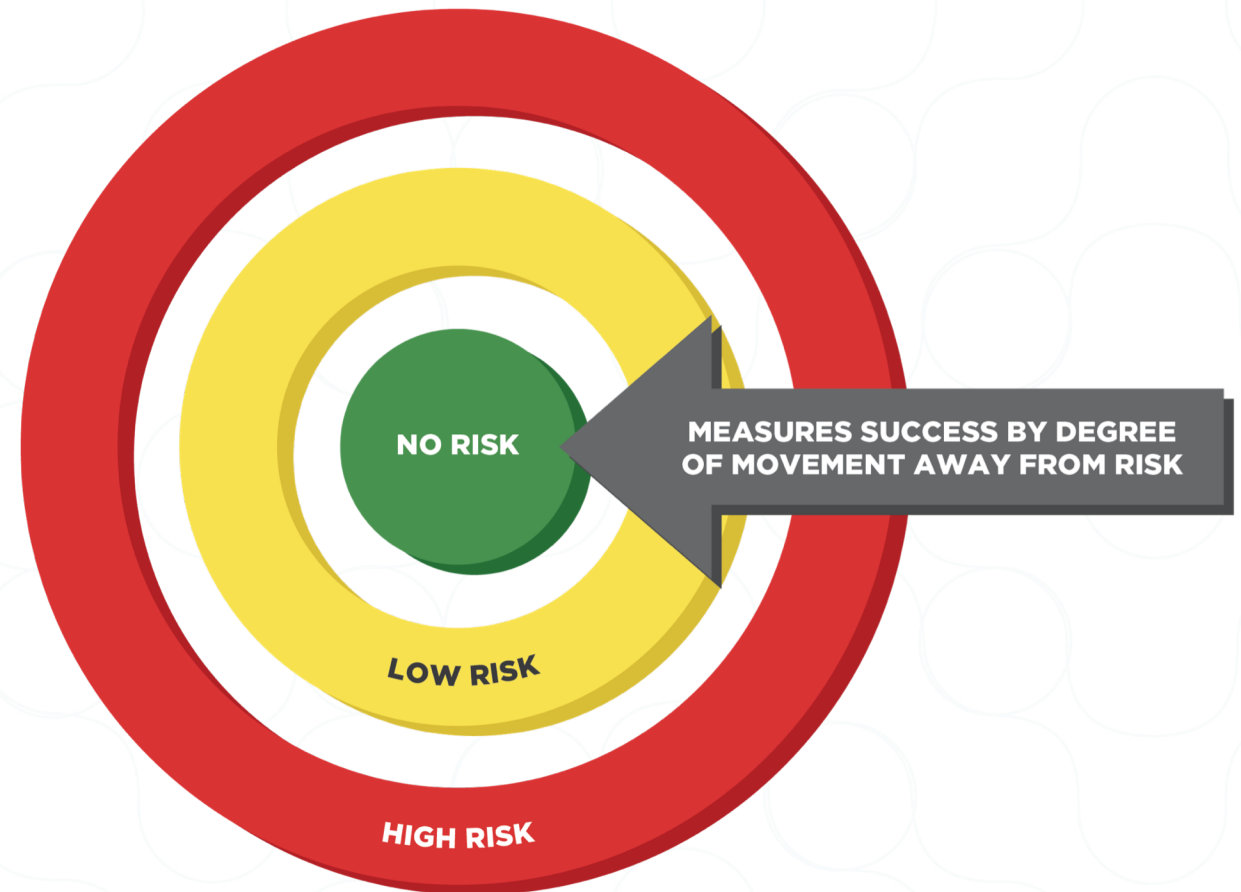 NO RISK
MEASURES SUCCESS BY DEGREE
OF MOVEMENT AWAY FROM RISK
LOW RISK
HIGH RISK